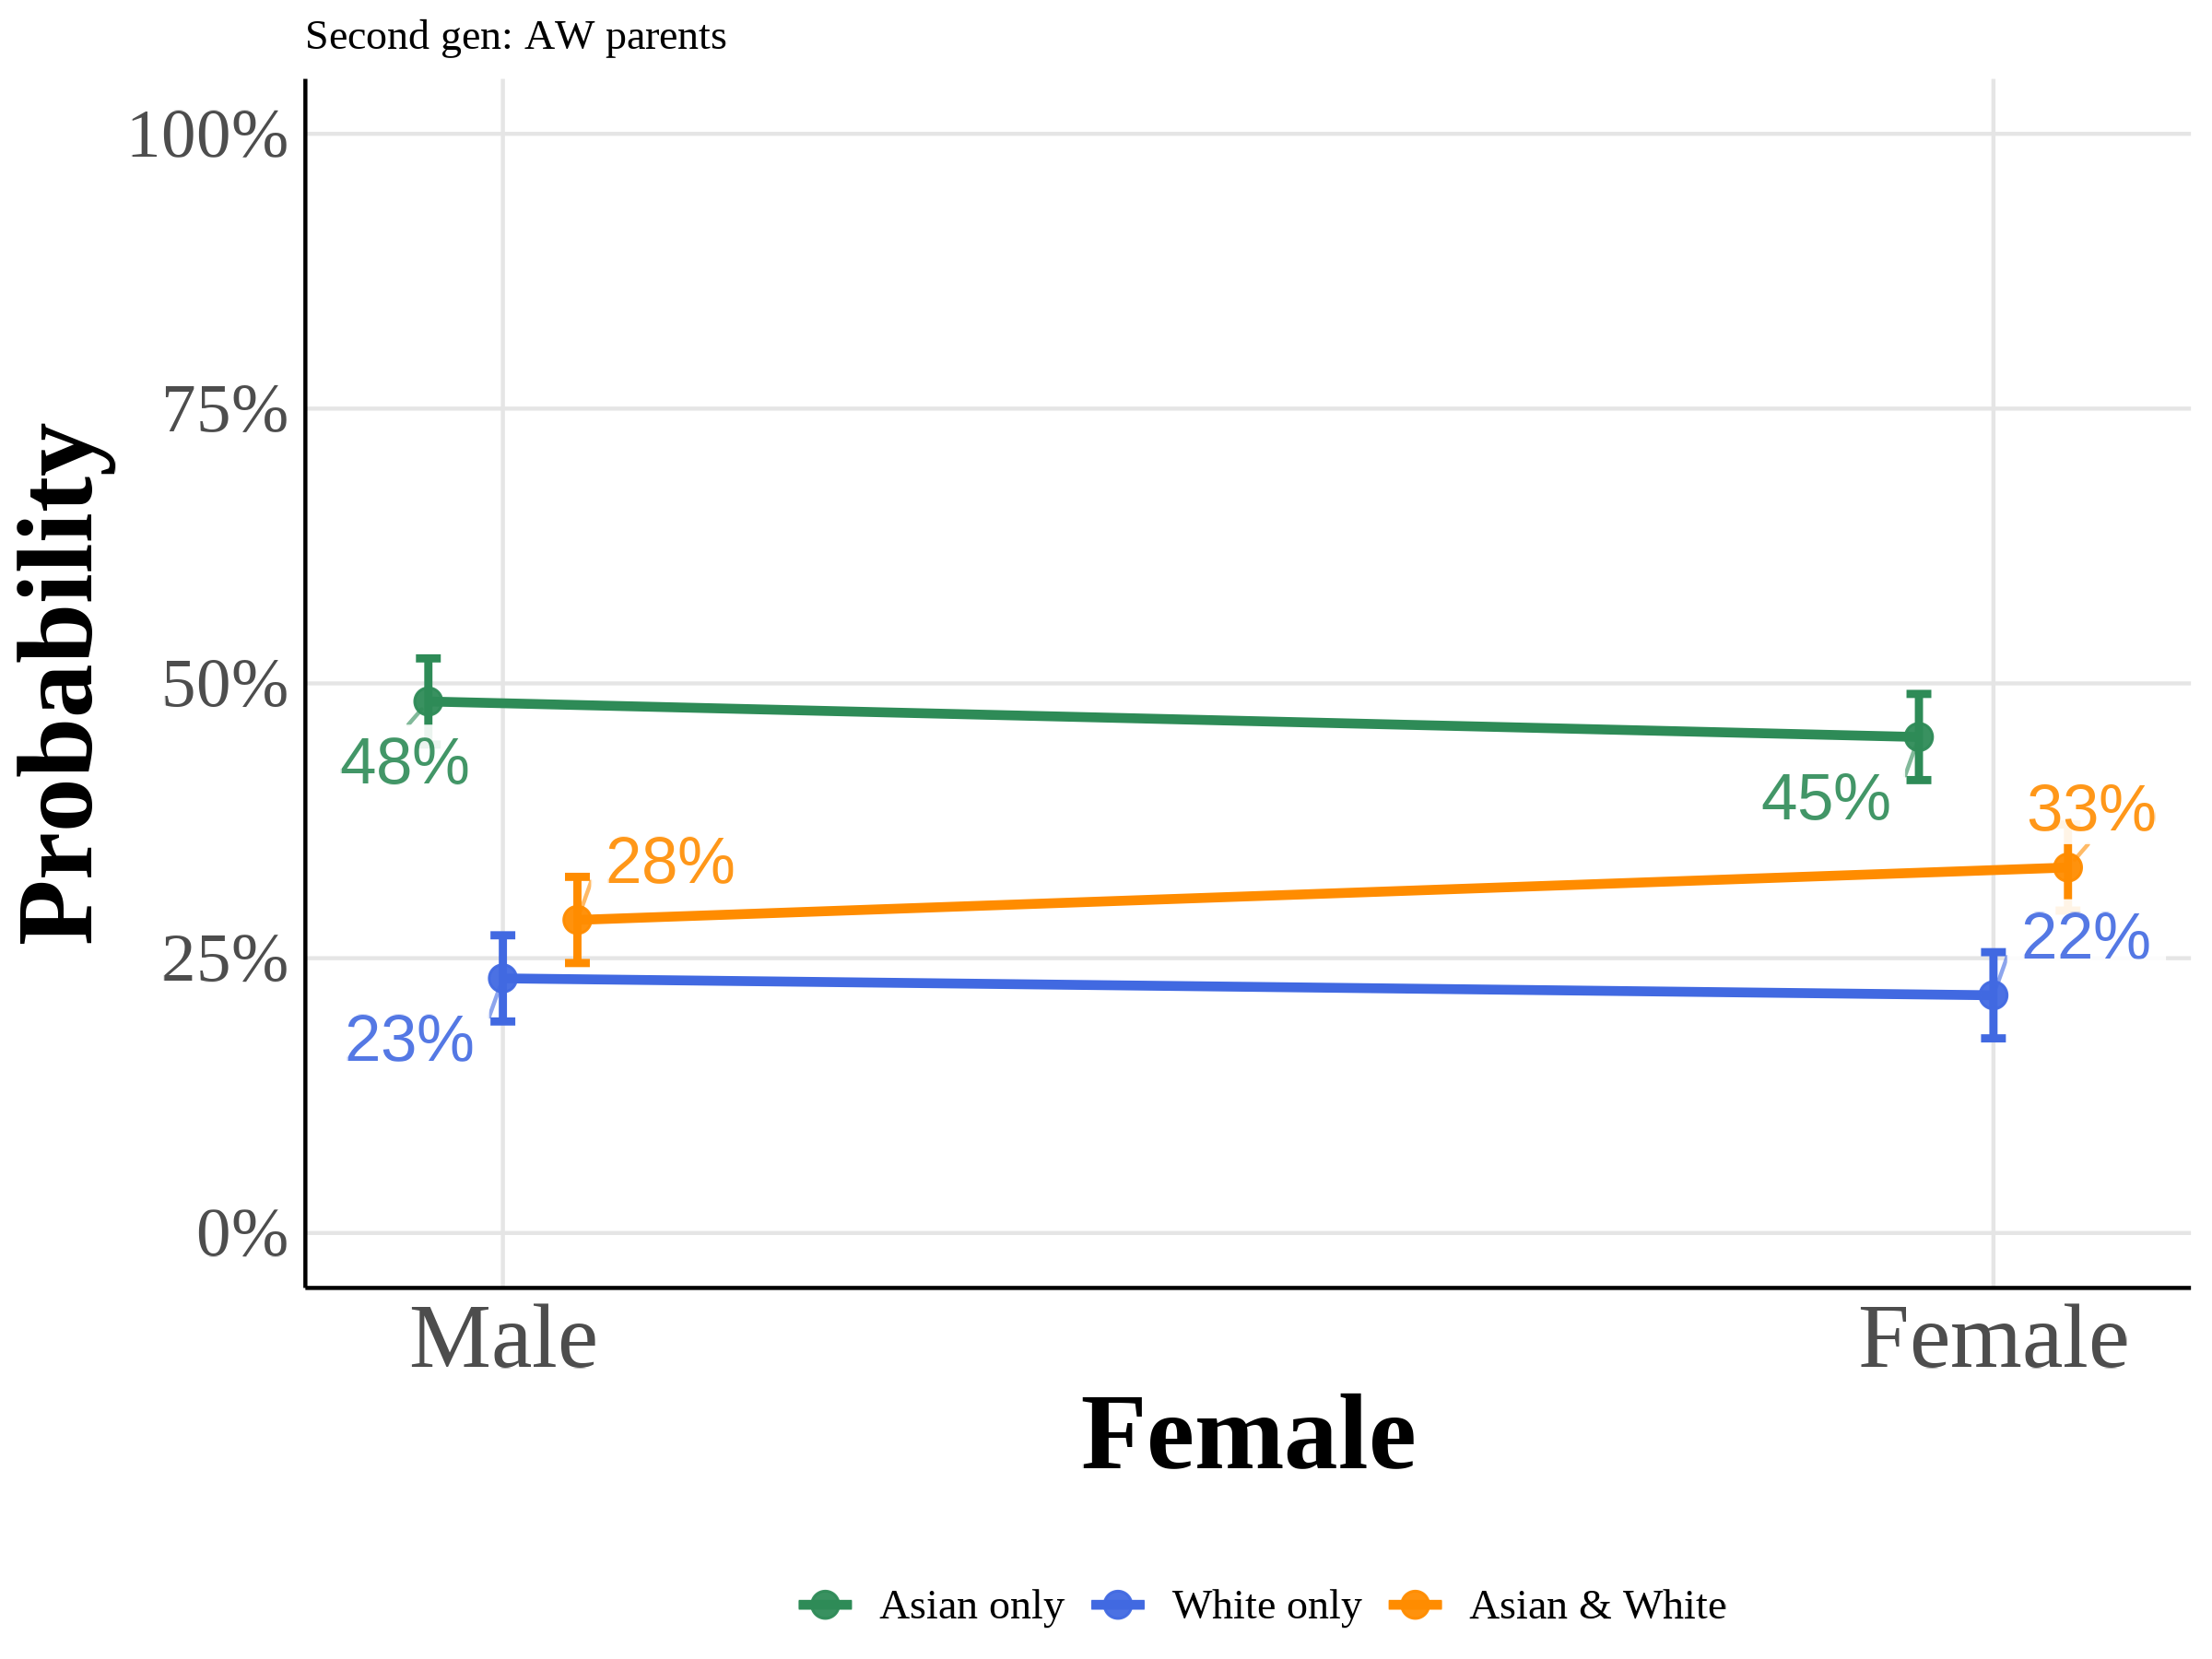 Second gen: AW parents
100%
75%
50%
25%
0%
Probability
48%
45%
33%
28%
22%
23%
Male
Female
Female
Asian only
White only
Asian & White